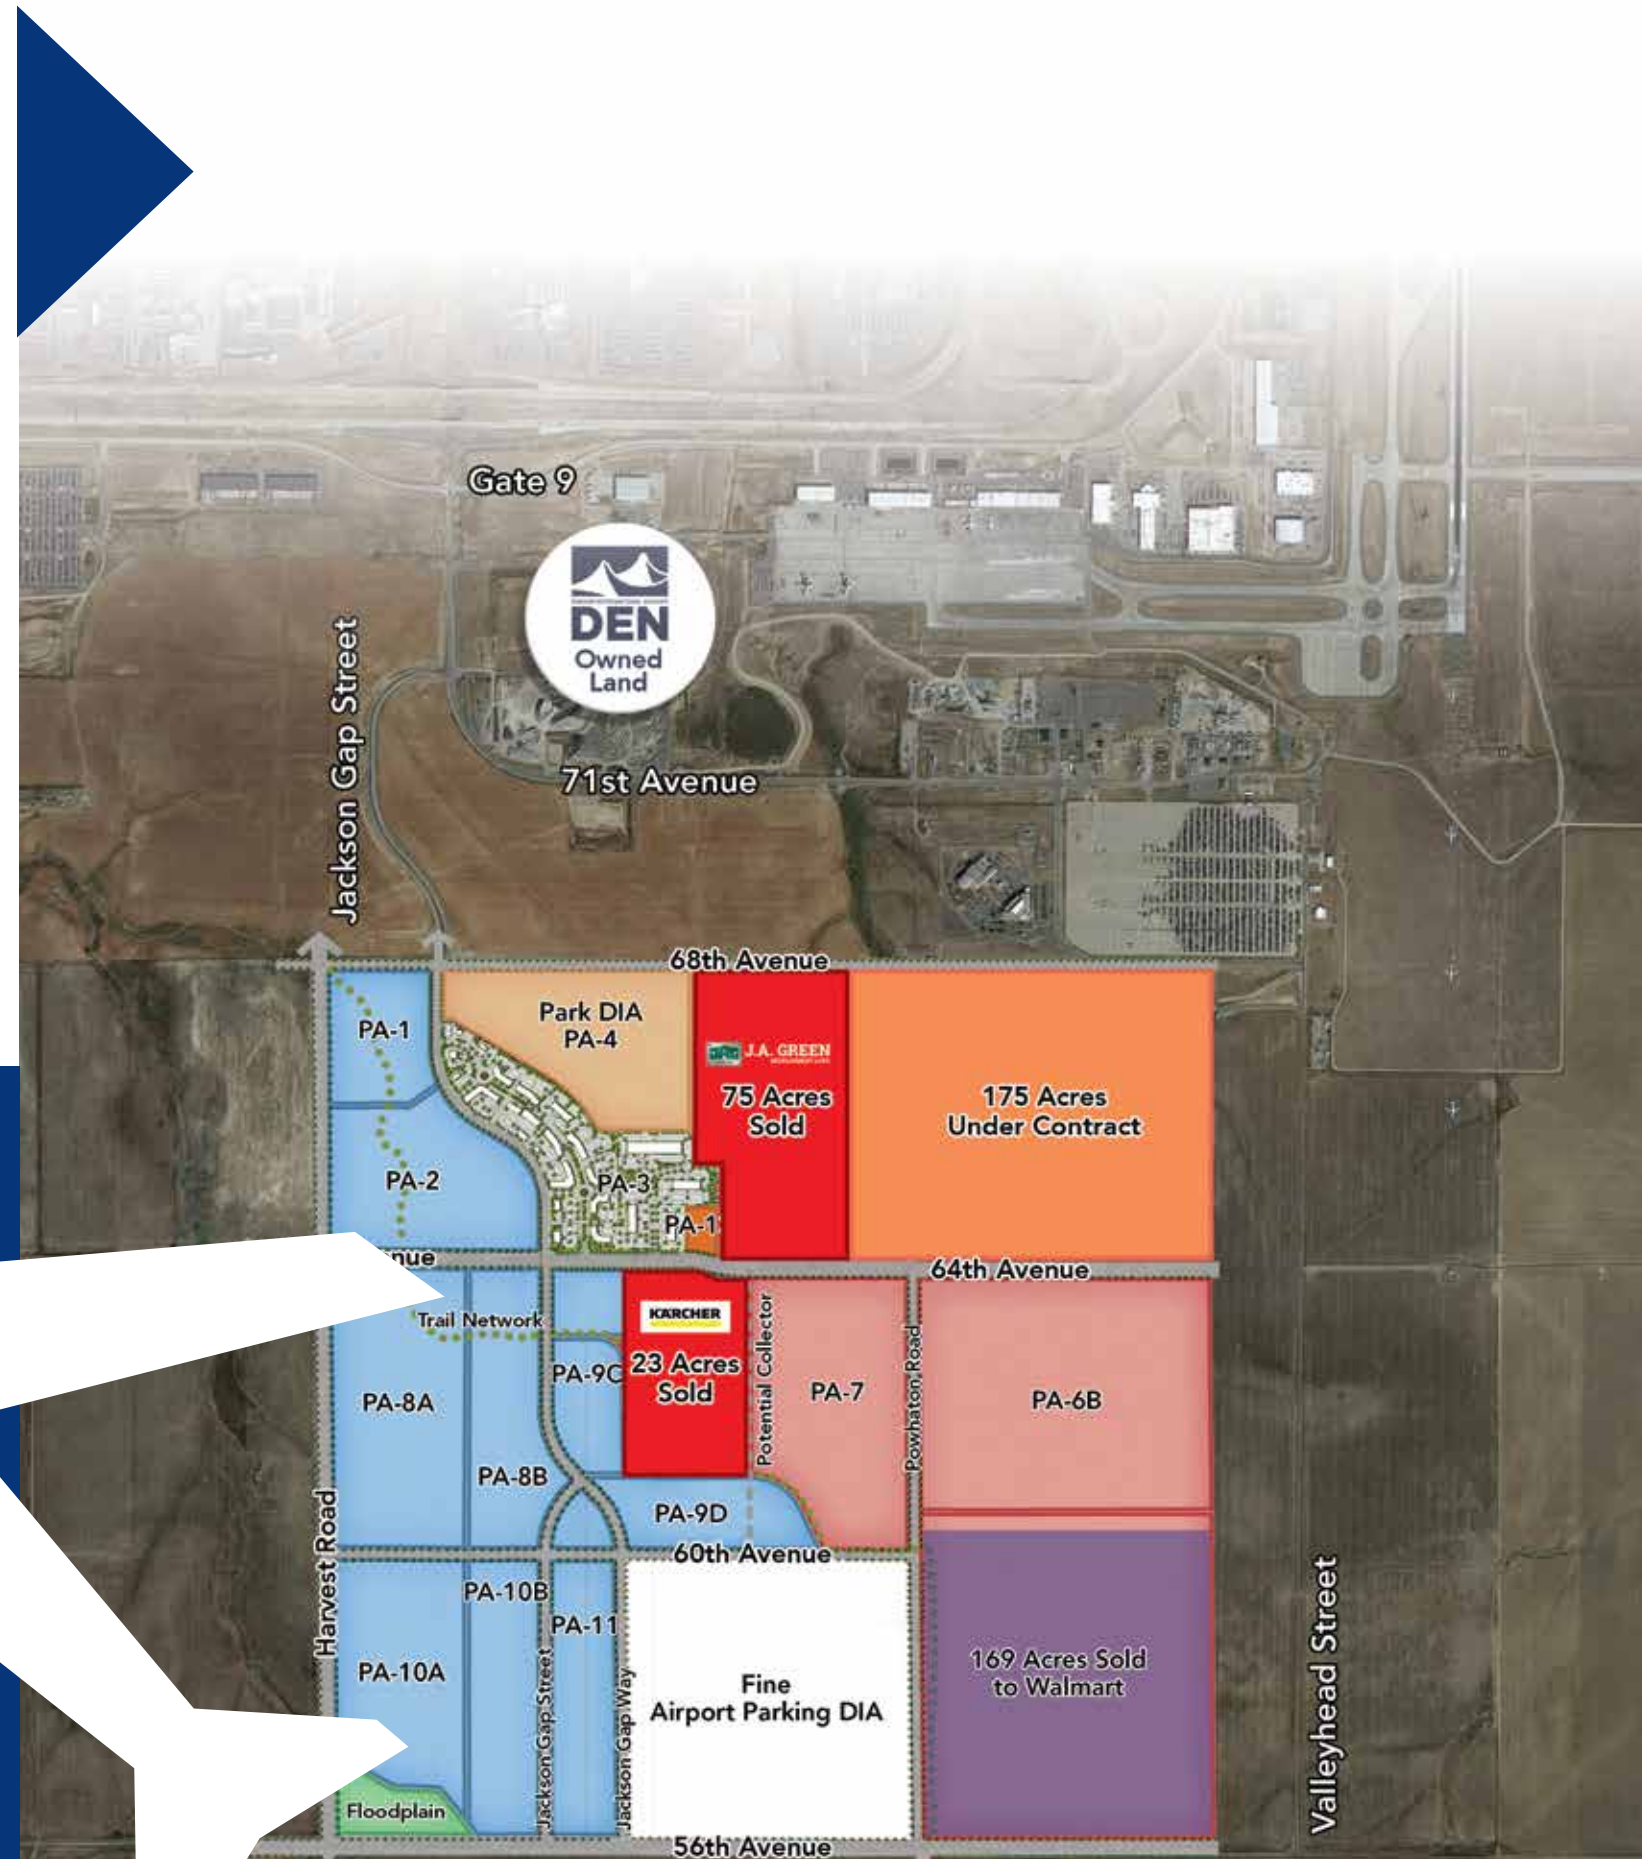 Gate 9
DEN
Owned
Land
Jackson Gap Street
71st Avenue
68th Avenue
PA-1
Park DIA
PA-4
J.A. GREEN
75 Acres
Sold
175 Acres
Under Contract
PA-2
PA-3
PA-1
nue
64th Avenue
Trail Network
KÄRCHER
23 Acres
Sold
Potential Collector
PA-9C
PA-7
Powhaton Road
PA-6B
PA-8A
PA-8B
PA-9D
Harvest Road
60th Avenue
PA-10B
PA-11
PA-10A
Jackson Gap Street
Jackson Gap Way
Fine
Airport Parking DIA
169 Acres Sold
to Walmart
Valleyhead Street
Floodplain
56th Avenue